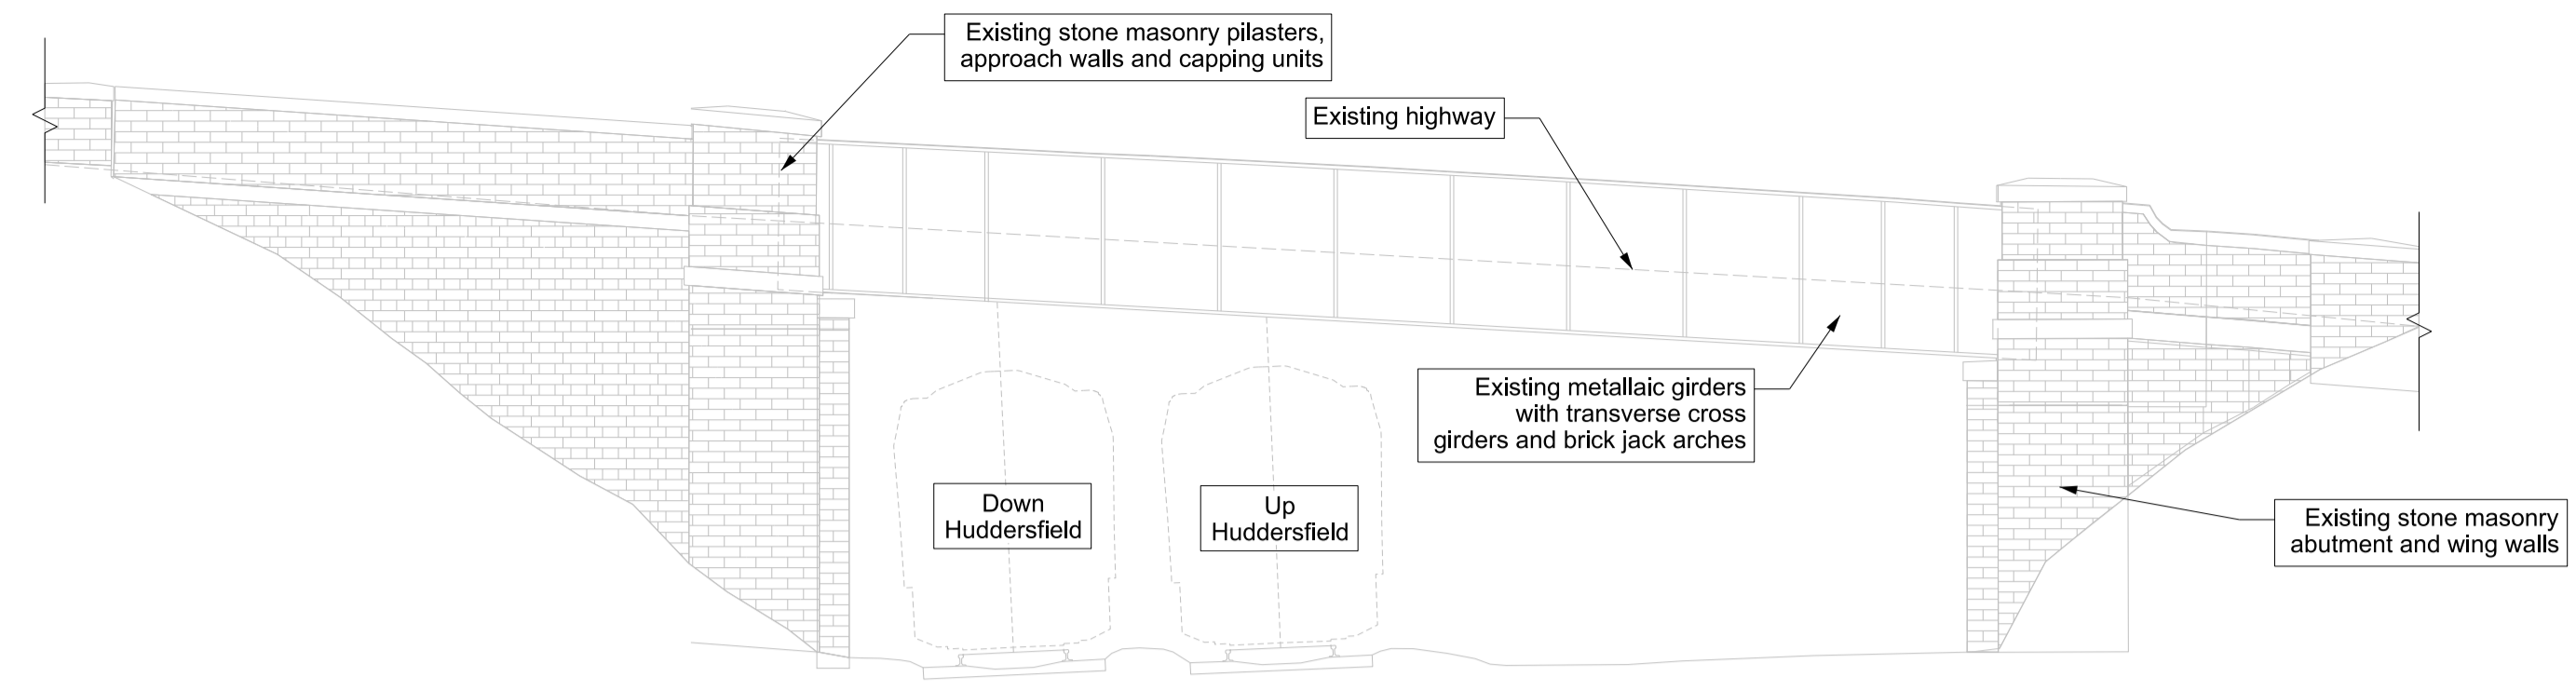 Existing stone masonry pilasters,
approach walls and capping units
Existing highway
Existing metallaic girders
with transverse cross
girders and brick jack arches
Down
Huddersfield
Up
Huddersfield
Existing stone masonry
abutment and wing walls